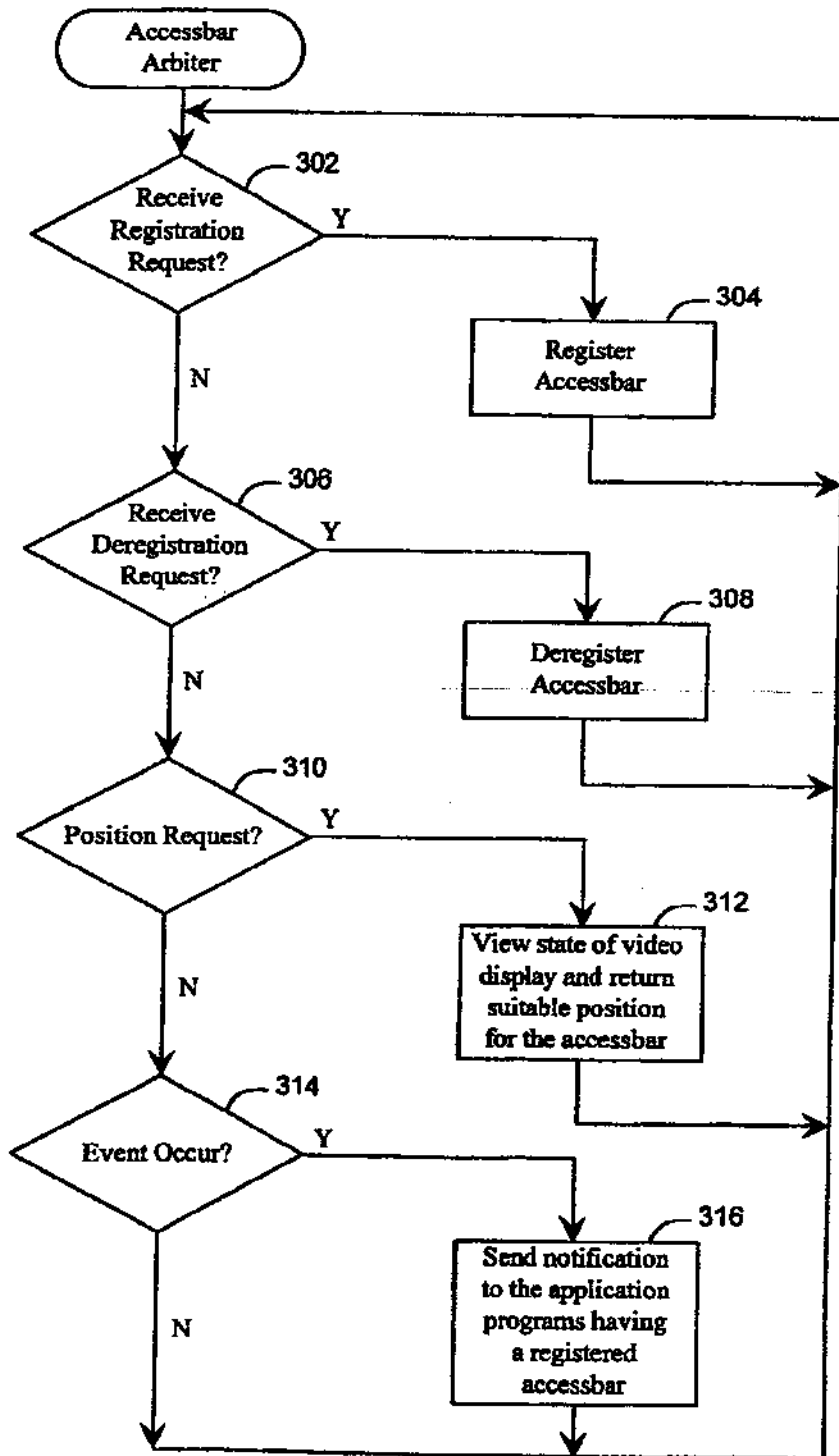 Accessbar
Arbiter
302
Receive
Registration
Request?
Y
304
Register
Accessbar
N
306
Receive
Deregistration
Request?
Y
308
Deregister
Accessbar
N
310
Position Request?
Y
312
View state of video
display and return
suitable position
for the accessbar
N
314
Event Occur?
Y
316
Send notification
to the application
programs having
a registered
accessbar
N